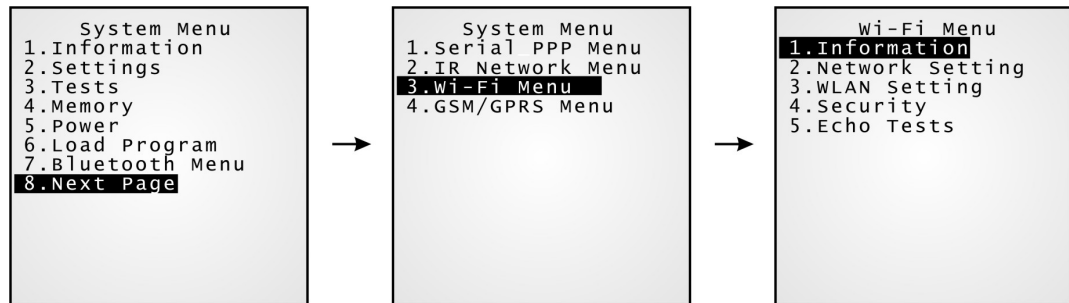 System Menu
1.Information
2.Settings
3.Tests
4.Memory
5.Power
6.Load Program
7.Bluetooth Menu
8.Next Page
System Menu
1.Serial PPP Menu
2.IR Network Menu
3.Wi-Fi Menu
4.GSM/GPRS Menu
Wi-Fi Menu
1.Information
2.Network Setting
3.WLAN Setting
4.Security
5.Echo Tests